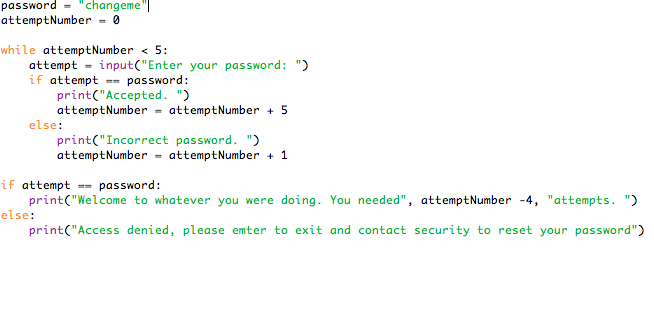 password = "changeme"
attemptNumber = 0
while attemptNumber < 5:
attempt = input("Enter your password: ")
if attempt == password:
print("Accepted. ")
attemptNumber = attemptNumber + 5
else:
print("Incorrect password. ")
attemptNumber = attemptNumber + 1
if attempt == password:
print("Welcome to whatever you were doing. You needed", attemptNumber -4, "attempts. ")
else:
print("Access denied, please emter to exit and contact security to reset your password")